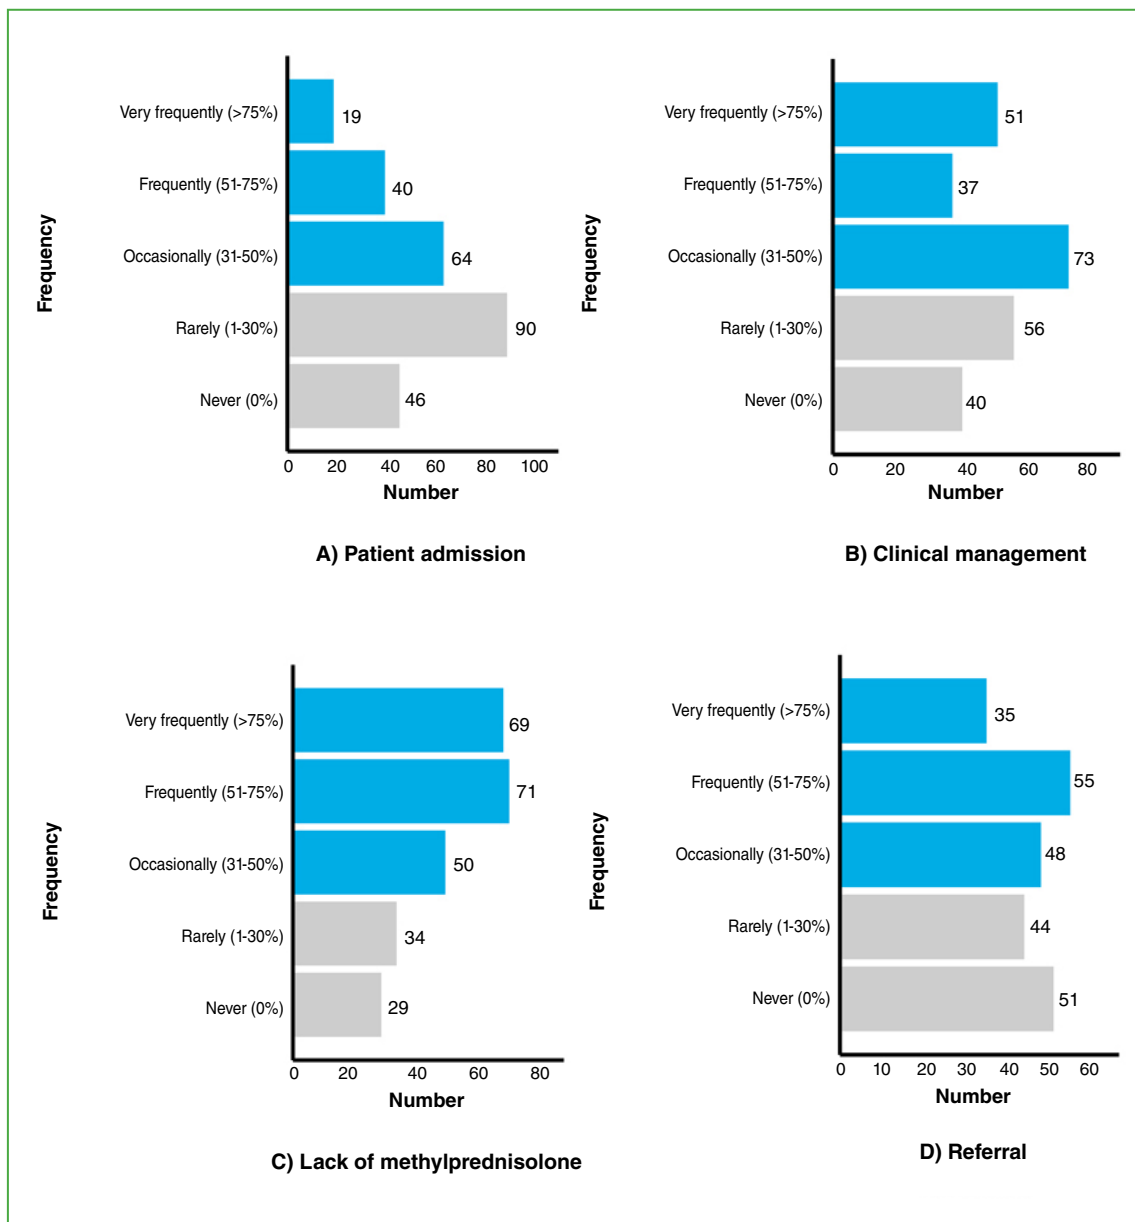 Very frequently (>75%)
19
Frequently (51-75%)
40
Occasionally (31-50%)
64
Rarely (1-30%)
90
Never (0%)
46
Frequency
0 20 40 60 80 100
Number
A) Patient admission
Very frequently (>75%)
51
Frequently (51-75%)
37
Occasionally (31-50%)
73
Rarely (1-30%)
56
Never (0%)
40
Frequency
0 20 40 60 80
Number
B) Clinical management
Very frequently (>75%)
69
Frequently (51-75%)
71
Occasionally (31-50%)
50
Rarely (1-30%)
34
Never (0%)
29
Frequency
0 20 40 60 80
Number
C) Lack of methylprednisolone
Very frequently (>75%)
35
Frequently (51-75%)
55
Occasionally (31-50%)
48
Rarely (1-30%)
44
Never (0%)
51
Frequency
0 10 20 30 40 50 60
Number
D) Referral